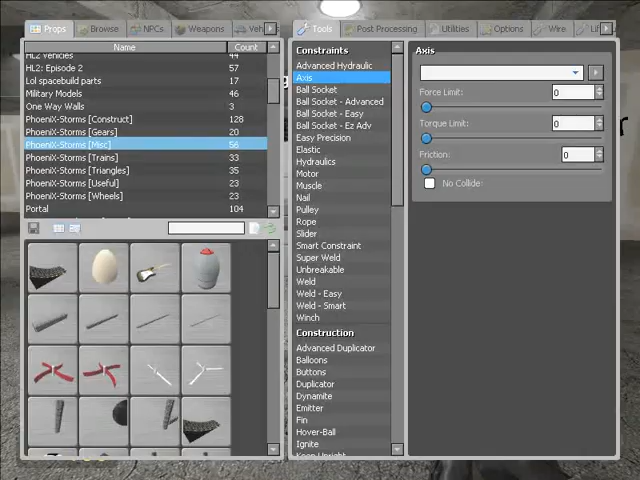 Props
Browse
NPCs
Weapons
Name
Count
HL2 Vehicles
44
HL2: Episode 2
57
Lol spacebuild parts
17
Military Models
46
One Way Walls
3
PhoeniX-Storms [Construct]
128
PhoeniX-Storms [Gears]
20
PhoeniX-Storms [Misc]
56
PhoeniX-Storms [Trains]
33
PhoeniX-Storms [Triangles]
35
PhoeniX-Storms [Useful]
23
PhoeniX-Storms [Wheels]
23
Portal
104
Tools
Post Processing
Utilities
Options
Wire
Constraints
Advanced Hydraulic
Axis
Ball Socket
Ball Socket - Advanced
Ball Socket - Easy
Ball Socket - Ez Adv
Easy Precision
Elastic
Hydraulics
Motor
Muscle
Nail
Pulley
Rope
Slider
Smart Constraint
Super Weld
Unbreakable
Weld
Weld - Easy
Weld - Smart
Winch
Construction
Advanced Duplicator
Balloons
Buttons
Duplicator
Dynamite
Emitter
Fin
Hover-Ball
Ignite
Keep Upright
Axis
Force Limit:
0
Torque Limit:
0
Friction:
0
No Collide: